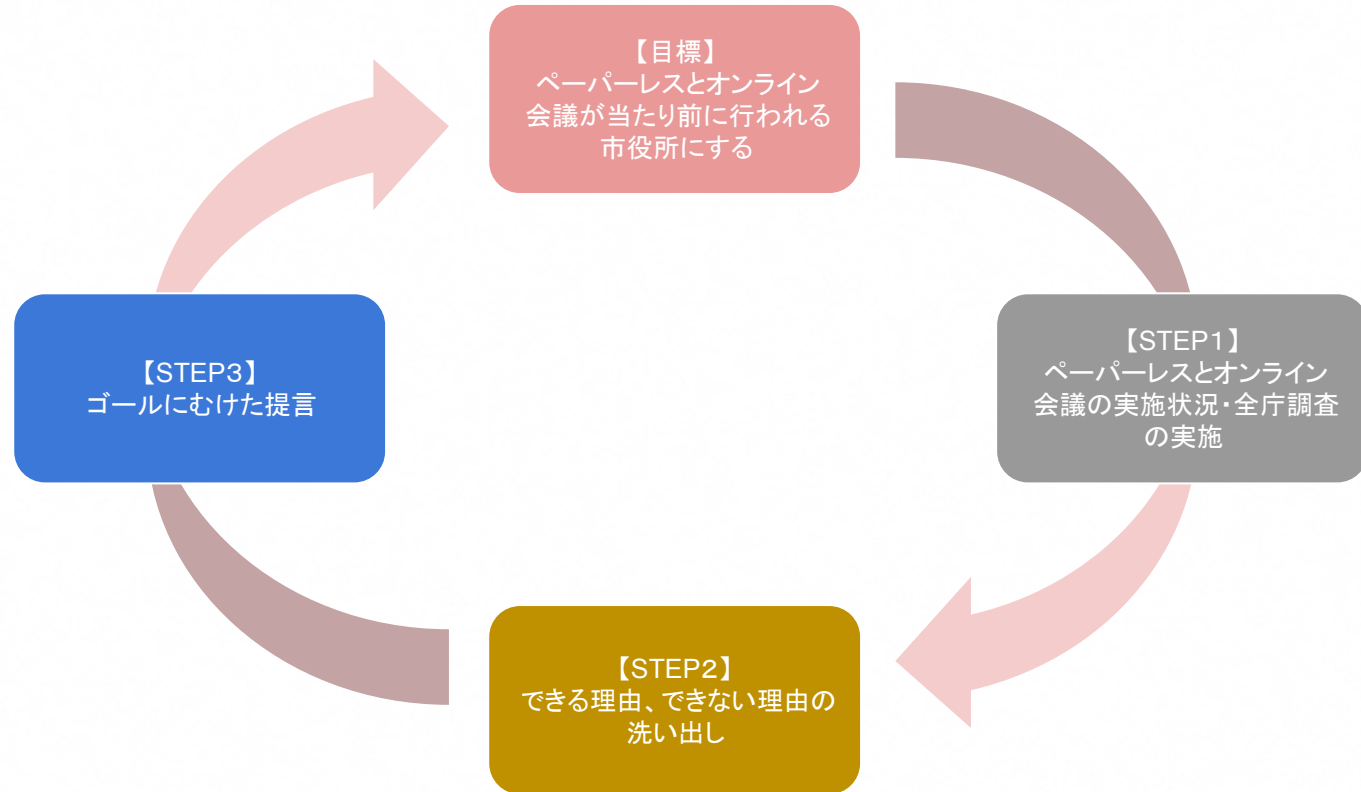 【目標】
ペーパーレスとオンライン
会議が当たり前に行われる
市役所にする
【STEP1】
ペーパーレスとオンライン
会議の実施状況・全庁調査
の実施
【STEP2】
できる理由、できない理由の
洗い出し
【STEP3】
ゴールにむけた提言